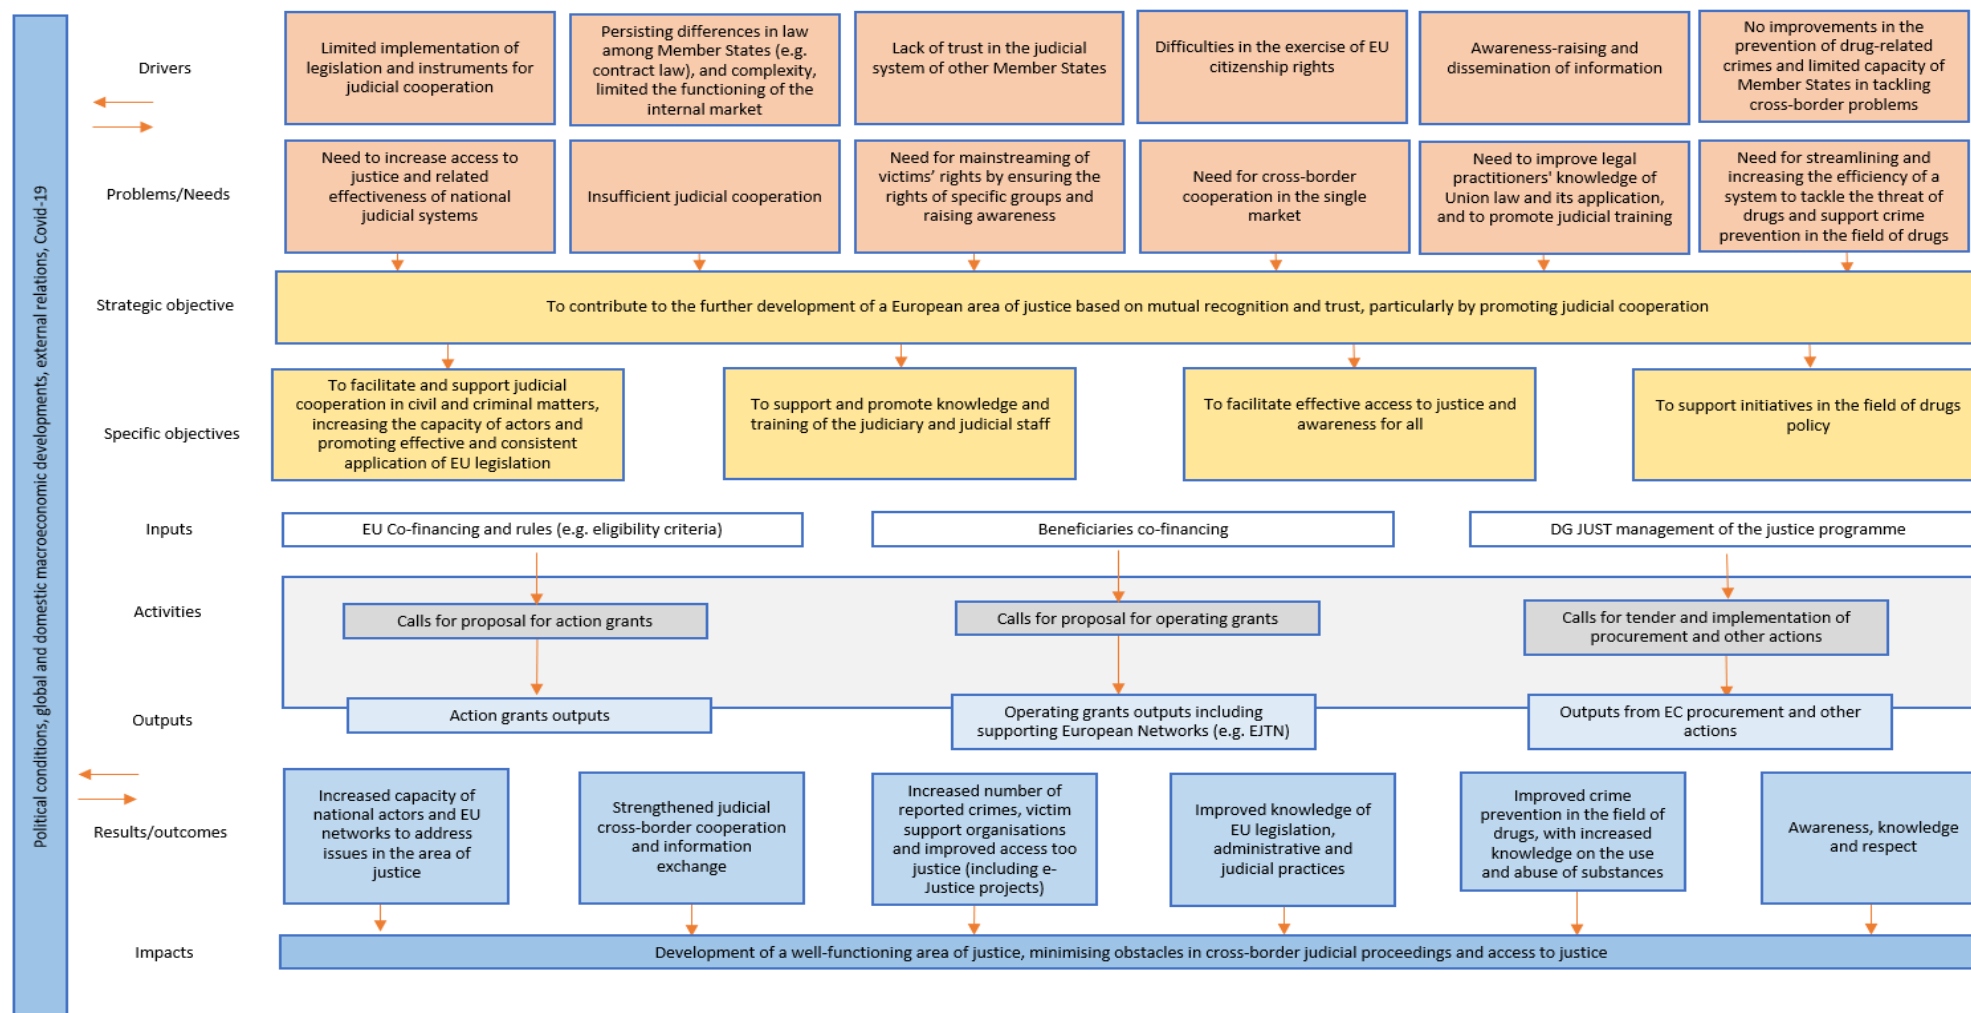 Political conditions, global and domestic macroeconomic developments, external relations, Covid-19
Drivers
Limited implementation of
legislation and instruments for
judicial cooperation
Persisting differences in law
among Member States (e.g.
contract law), and complexity,
limited the functioning of the
internal market
Lack of trust in the judicial
system of other Member States
Difficulties in the exercise of EU
citizenship rights
Awareness-raising and
dissemination of information
No improvements in the
prevention of drug-related
crimes and limited capacity of
Member States in tackling
cross-border problems
Problems/Needs
Need to increase access to
justice and related
effectiveness of national
judicial systems
Insufficient judicial cooperation
Need for mainstreaming of
victims’ rights by ensuring the
rights of specific groups and
raising awareness
Need for cross-border
cooperation in the single
market
Need to improve legal
practitioners' knowledge of
Union law and its application,
and to promote judicial training
Need for streamlining and
increasing the efficiency of a
system to tackle the threat of
drugs and support crime
prevention in the field of drugs
Strategic objective
To contribute to the further development of a European area of justice based on mutual recognition and trust, particularly by promoting judicial cooperation
Specific objectives
To facilitate and support judicial
cooperation in civil and criminal matters,
increasing the capacity of actors and
promoting effective and consistent
application of EU legislation
To support and promote knowledge and
training of the judiciary and judicial staff
To facilitate effective access to justice and
awareness for all
To support initiatives in the field of drugs
policy
Inputs
EU Co-financing and rules (e.g. eligibility criteria)
Beneficiaries co-financing
DG JUST management of the justice programme
Activities
Calls for proposal for action grants
Calls for proposal for operating grants
Calls for tender and implementation of
procurement and other actions
Outputs
Action grants outputs
Operating grants outputs including
supporting European Networks (e.g. EJTN)
Outputs from EC procurement and other
actions
Results/outcomes
Increased capacity of
national actors and EU
networks to address
issues in the area of
justice
Strengthened judicial
cross-border cooperation
and information
exchange
Increased number of
reported crimes, victim
support organisations
and improved access too
justice (including e-
Justice projects)
Improved knowledge of
EU legislation,
administrative and
judicial practices
Improved crime
prevention in the field of
drugs, with increased
knowledge on the use
and abuse of substances
Awareness, knowledge
and respect
Impacts
Development of a well-functioning area of justice, minimising obstacles in cross-border judicial proceedings and access to justice